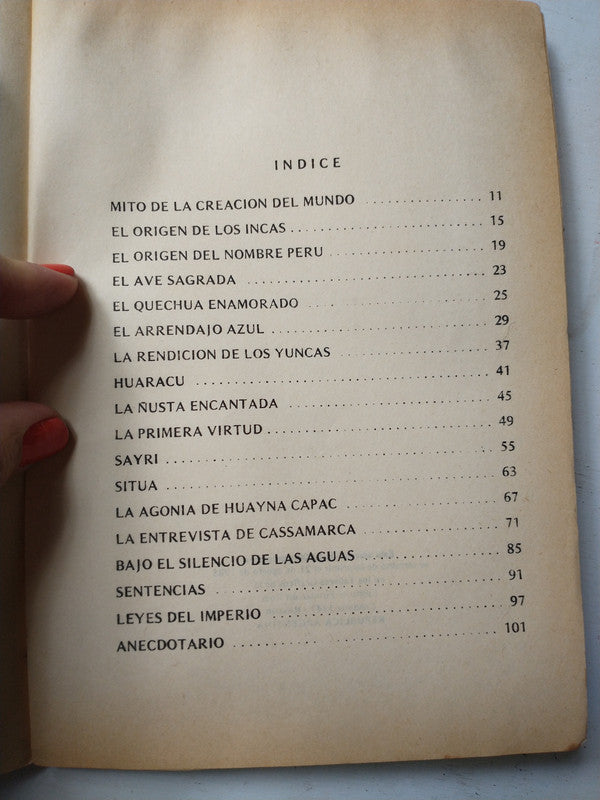 INDICE
MITO DE LA CREACION DEL MUNDO ................ 11
EL ORIGEN DE LOS INCAS ........................... 15
EL ORIGEN DEL NOMBRE PERU ..................... 19
EL AVE SAGRADA .................................. 23
EL QUECHUA ENAMORADO ......................... 25
EL ARRENDAJO AZUL .............................. 29
LA RENDICION DE LOS YUNCAS .................... 37
HUARACU ......................................... 41
LA ÑUSTA ENCANTADA ............................ 45
LA PRIMERA VIRTUD ............................... 49
SAYRI ............................................. 55
SITUA ............................................. 63
LA AGONIA DE HUAYNA CAPAC .................... 67
LA ENTREVISTA DE CASSAMARCA .................. 71
BAJO EL SILENCIO DE LAS AGUAS .................. 85
SENTENCIAS ....................................... 91
LEYES DEL IMPERIO ................................ 97
ANECDOTARIO .................................... 101